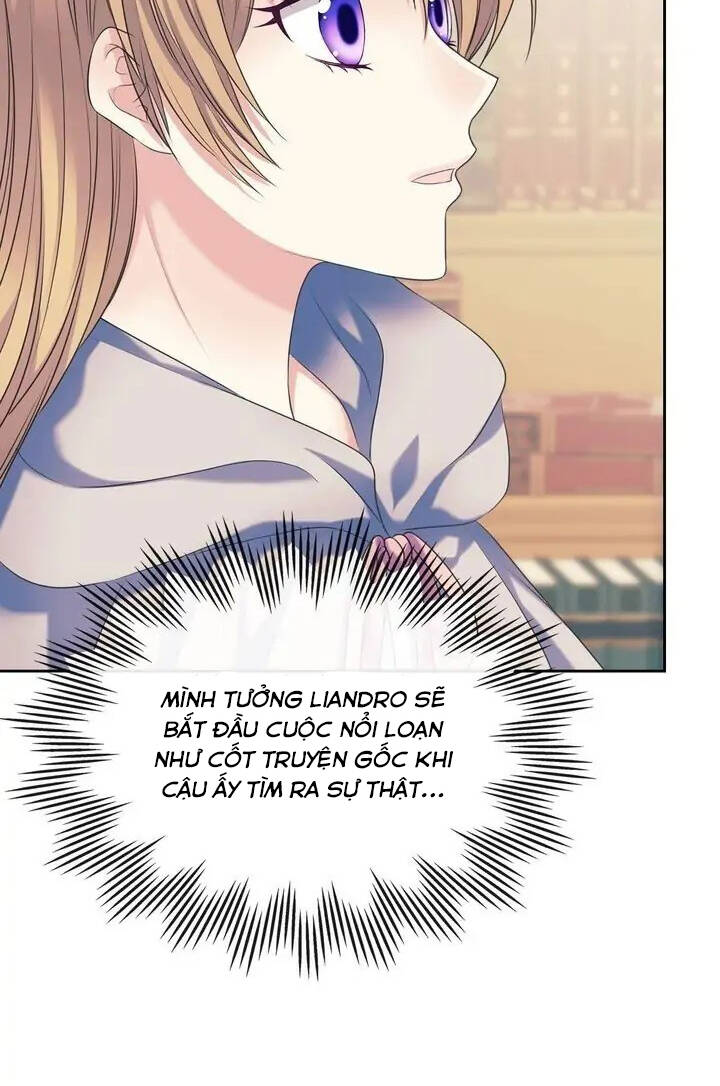 MÌNH TƯỞNG LIANDRO SẼ
BẮT ĐẦU CUỘC NỔI LOẠN
NHƯ CỐT TRUYỆN GỐC KHI
CẬU ẤY TÌM RA SỰ THẬT...